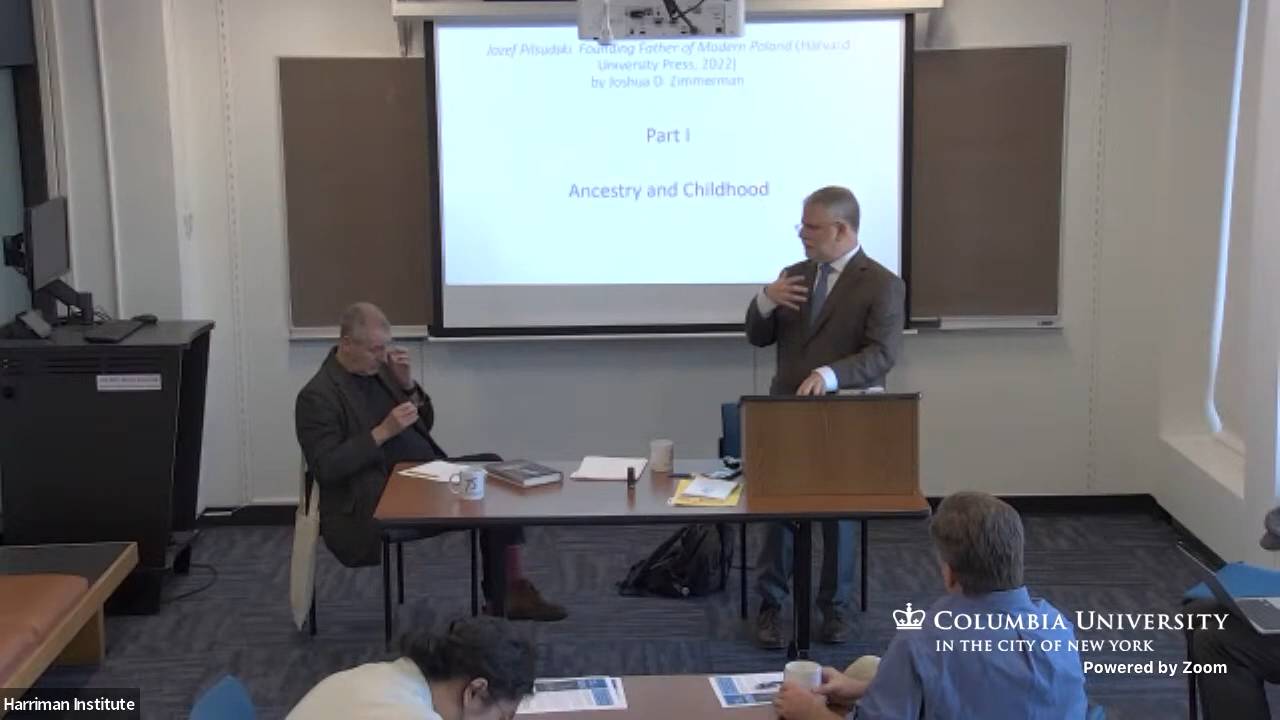 Jozef Pilsudski Founding Father of Modern Poland (Harvard
University Press, 2022)
by Joshua D. Zimmerman
Part I
Ancestry and Childhood
75
COLUMBIA UNIVERSITY
IN THE CITY OF NEW YORK
Powered by Zoom
Harriman Institute